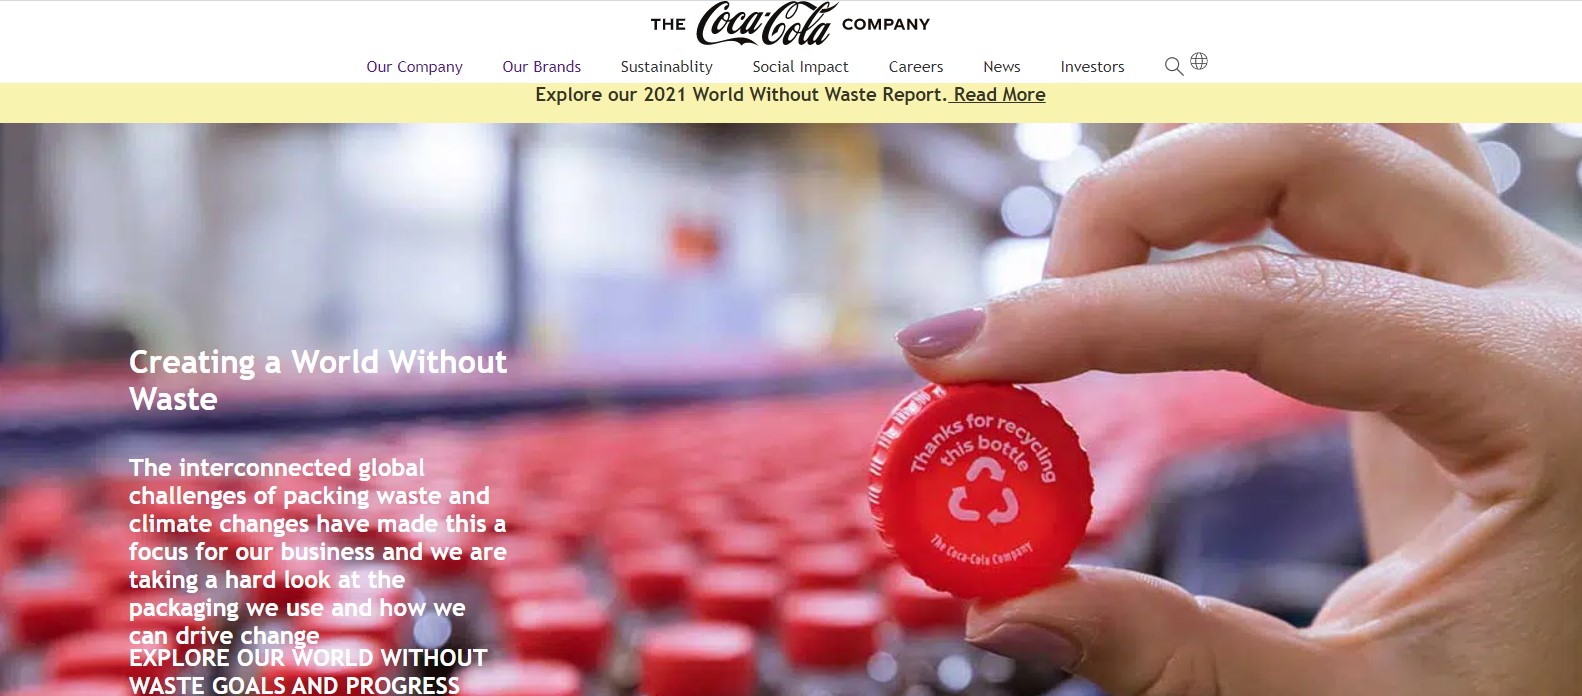 THE Coca-Cola COMPANY
Our Company Our Brands Sustainablity Social Impact Careers News Investors
Explore our 2021 World Without Waste Report. Read More
Creating a World Without
Waste
The interconnected global
challenges of packing waste and
climate changes have made this a
focus for our business and we are
taking a hard look at the
packaging we use and how we
can drive change
EXPLORE OUR WORLD WITHOUT
WASTE GOALS AND PROGRESS
Thanks for recycling
this bottle
The Coca-Cola Company